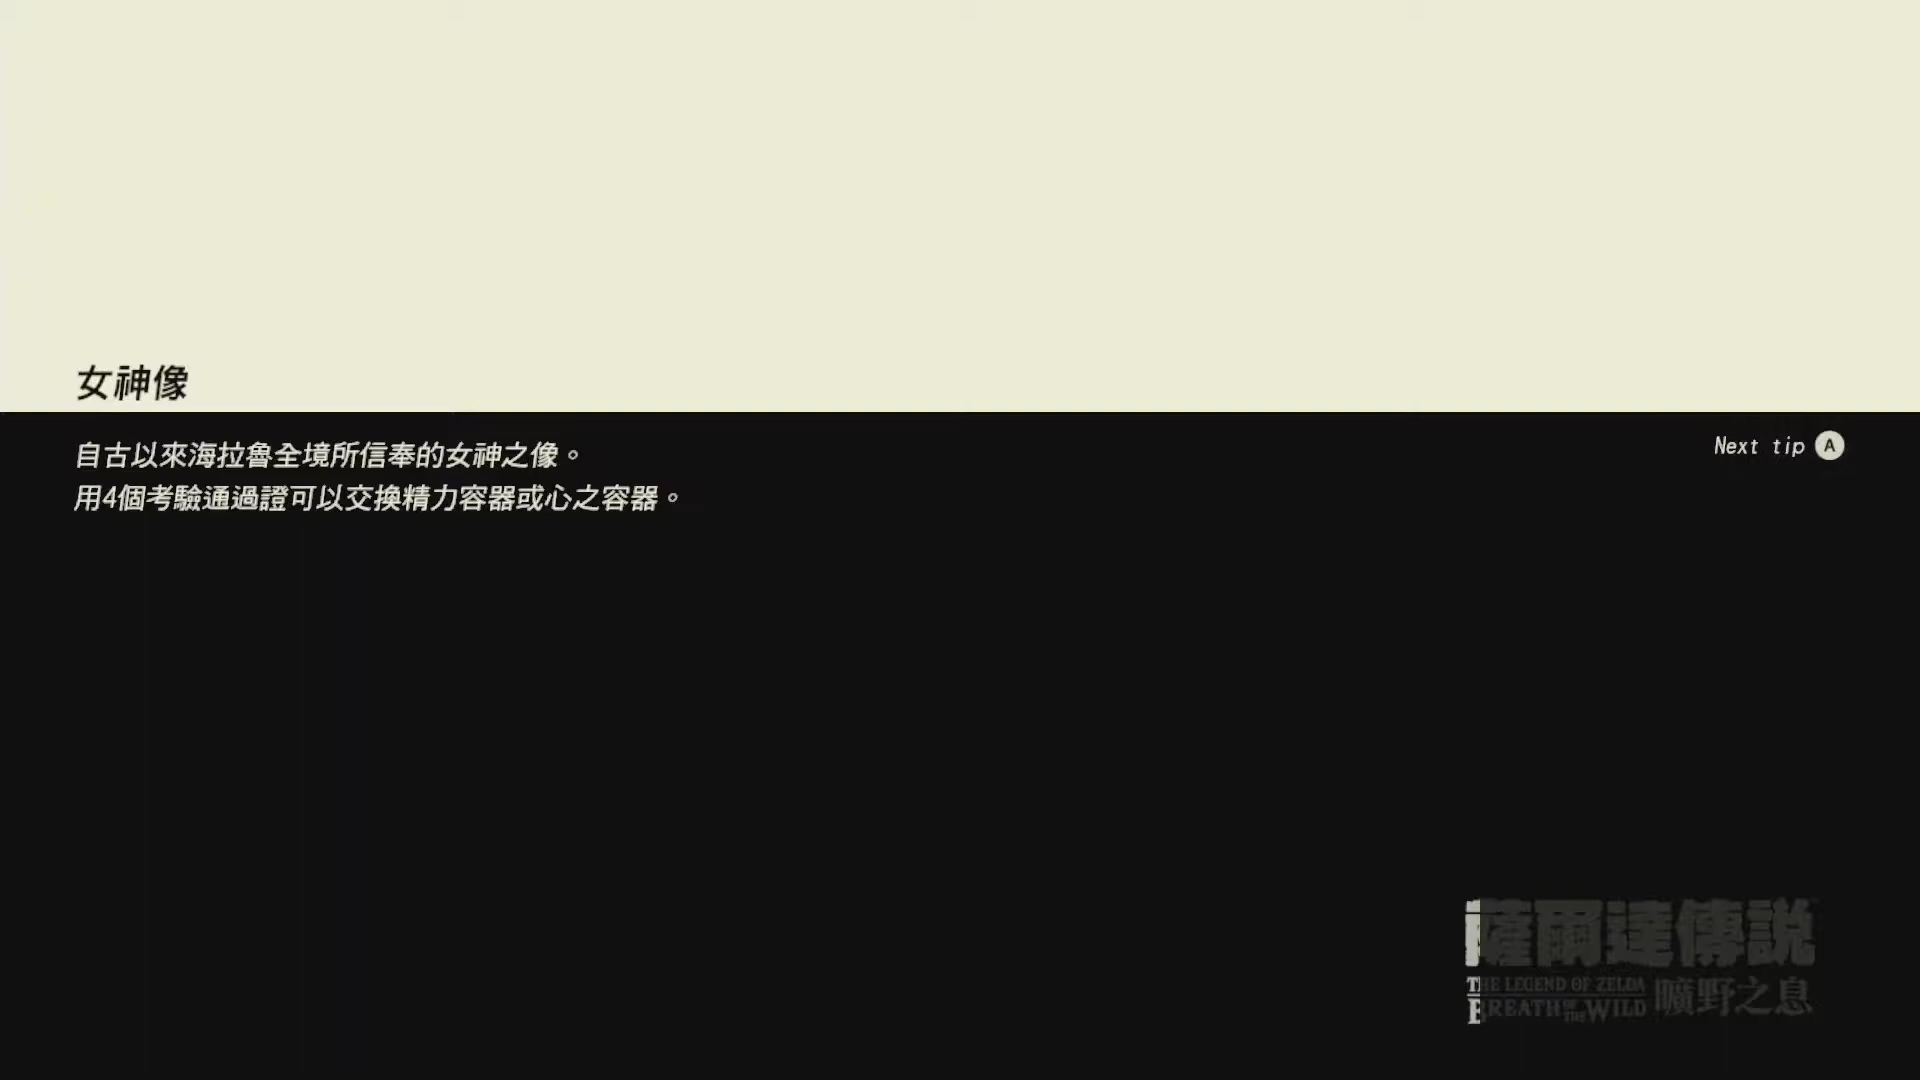 女神像
自古以來海拉魯全境所信奉的女神之像。
用4個考驗通過證可以交換精力容器或心之容器。
Next tip A
薩爾達傳説
THE LEGEND OF ZELDA
BREATH OF THE WILD 曠野之息